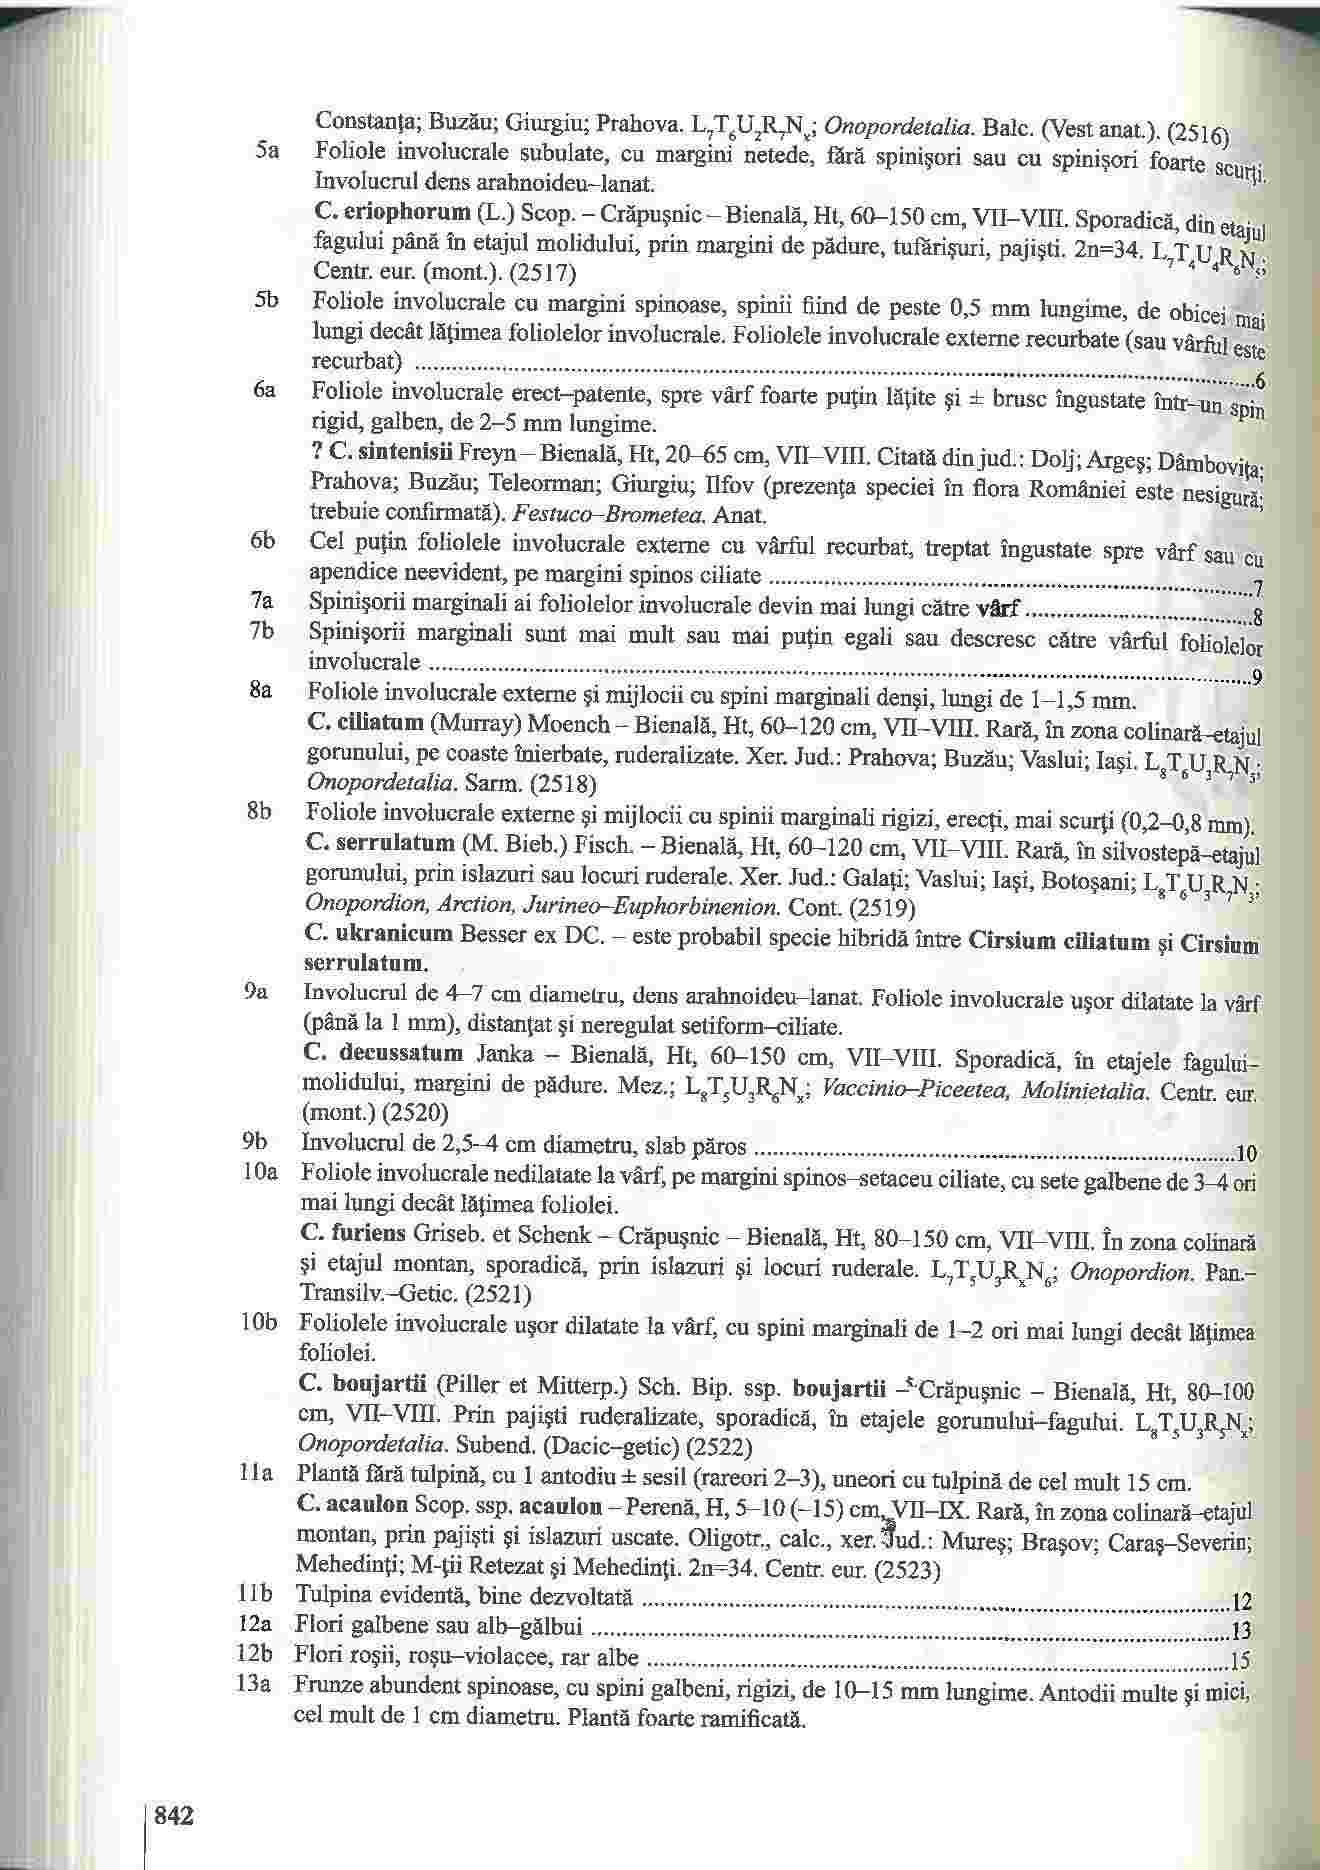 Constanţa; Buzău; Giurgiu; Prahova. L₇T₆U₂R₇Nₓ; Onopordetalia. Balc. (Vest anat.). (2516)
5a Foliole involucrale subulate, cu margini netede, fără spinişori sau cu spinişori foarte scurţi.
Involucrul dens arahnoideu–lanat.
C. eriophorum (L.) Scop. – Crăpuşnic – Bienală, Ht, 60–150 cm, VII–VIII. Sporadică, din etajul
fagului până în etajul molidului, prin margini de pădure, tufărişuri, pajişti. 2n=34. L₇T₄U₄R₆N₅;
Centr. eur. (mont.). (2517)
5b Foliole involucrale cu margini spinoase, spinii fiind de peste 0,5 mm lungime, de obicei mai
lungi decât lăţimea foliolelor involucrale. Foliolele involucrale externe recurbate (sau vârful este
recurbat) ...6
6a Foliole involucrale erect–patente, spre vârf foarte puţin lăţite şi ± brusc îngustate într–un spin
rigid, galben, de 2–5 mm lungime.
? C. sintenisii Freyn – Bienală, Ht, 20–65 cm, VII–VIII. Citată din jud.: Dolj; Argeş; Dâmboviţa;
Prahova; Buzău; Teleorman; Giurgiu; Ilfov (prezenţa speciei în flora României este nesigură;
trebuie confirmată). Festuco–Brometea. Anat.
6b Cel puţin foliolele involucrale externe cu vârful recurbat, treptat îngustate spre vârf sau cu
apendice neevident, pe margini spinos ciliate ...7
7a Spinişorii marginali ai foliolelor involucrale devin mai lungi către vârf ...8
7b Spinişorii marginali sunt mai mult sau mai puţin egali sau descresc către vârful foliolelor
involucrale ...9
8a Foliole involucrale externe şi mijlocii cu spini marginali denşi, lungi de 1–1,5 mm.
C. ciliatum (Murray) Moench – Bienală, Ht, 60–120 cm, VII–VIII. Rară, în zona colinară–etajul
gorunului, pe coaste înierbate, ruderalizate. Xer. Jud.: Prahova; Buzău; Vaslui; Iaşi. L₈T₆U₃R₇N₅;
Onopordetalia. Sarm. (2518)
8b Foliole involucrale externe şi mijlocii cu spinii marginali rigizi, erecţi, mai scurţi (0,2–0,8 mm).
C. serrulatum (M. Bieb.) Fisch. – Bienală, Ht, 60–120 cm, VII–VIII. Rară, în silvostepă–etajul
gorunului, prin islazuri sau locuri ruderale. Xer. Jud.: Galaţi; Vaslui; Iaşi, Botoşani; L₈T₆U₃R₇N₃;
Onopordion, Arction, Jurineo–Euphorbinenion. Cont. (2519)
C. ukranicum Besser ex DC. – este probabil specie hibridă între Cirsium ciliatum şi Cirsium
serrulatum.
9a Involucrul de 4–7 cm diametru, dens arahnoideu–lanat. Foliole involucrale uşor dilatate la vârf
(până la 1 mm), distanţat şi neregulat setiform–ciliate.
C. decussatum Janka – Bienală, Ht, 60–150 cm, VII–VIII. Sporadică, în etajele fagului–
molidului, margini de pădure. Mez.; L₈T₅U₃R₆Nₓ; Vaccinio–Piceetea, Molinietalia. Centr. eur.
(mont.) (2520)
9b Involucrul de 2,5–4 cm diametru, slab păros ...10
10a Foliole involucrale nedilatate la vârf, pe margini spinos–setaceu ciliate, cu sete galbene de 3–4 ori
mai lungi decât lăţimea foliolei.
C. furiens Griseb. et Schenk – Crăpuşnic – Bienală, Ht, 80–150 cm, VII–VIII. În zona colinară
şi etajul montan, sporadică, prin islazuri şi locuri ruderale. L₇T₅U₃RₓN₆; Onopordion. Pan.–
Transilv.–Getic. (2521)
10b Foliolele involucrale uşor dilatate la vârf, cu spini marginali de 1–2 ori mai lungi decât lăţimea
foliolei.
C. boujartii (Piller et Mitterp.) Sch. Bip. ssp. boujartii – Crăpuşnic – Bienală, Ht, 80–100
cm, VII–VIII. Prin pajişti ruderalizate, sporadică, în etajele gorunului–fagului. L₈T₅U₃R₅Nₓ;
Onopordetalia. Subend. (Dacic–getic) (2522)
11a Plantă fără tulpină, cu 1 antodiu ± sesil (rareori 2–3), uneori cu tulpină de cel mult 15 cm.
C. acaulon Scop. ssp. acaulon – Perenă, H, 5–10 (–15) cm, VII–IX. Rară, în zona colinară–etajul
montan, prin pajişti şi islazuri uscate. Oligotr., calc., xer. Jud.: Mureş; Braşov; Caraş–Severin;
Mehedinţi; M-ţii Retezat şi Mehedinţi. 2n=34. Centr. eur. (2523)
11b Tulpina evidentă, bine dezvoltată ...12
12a Flori galbene sau alb–gălbui ...13
12b Flori roşii, roşu–violacee, rar albe ...15
13a Frunze abundent spinoase, cu spini galbeni, rigizi, de 10–15 mm lungime. Antodii multe şi mici,
cel mult de 1 cm diametru. Plantă foarte ramificată.
842